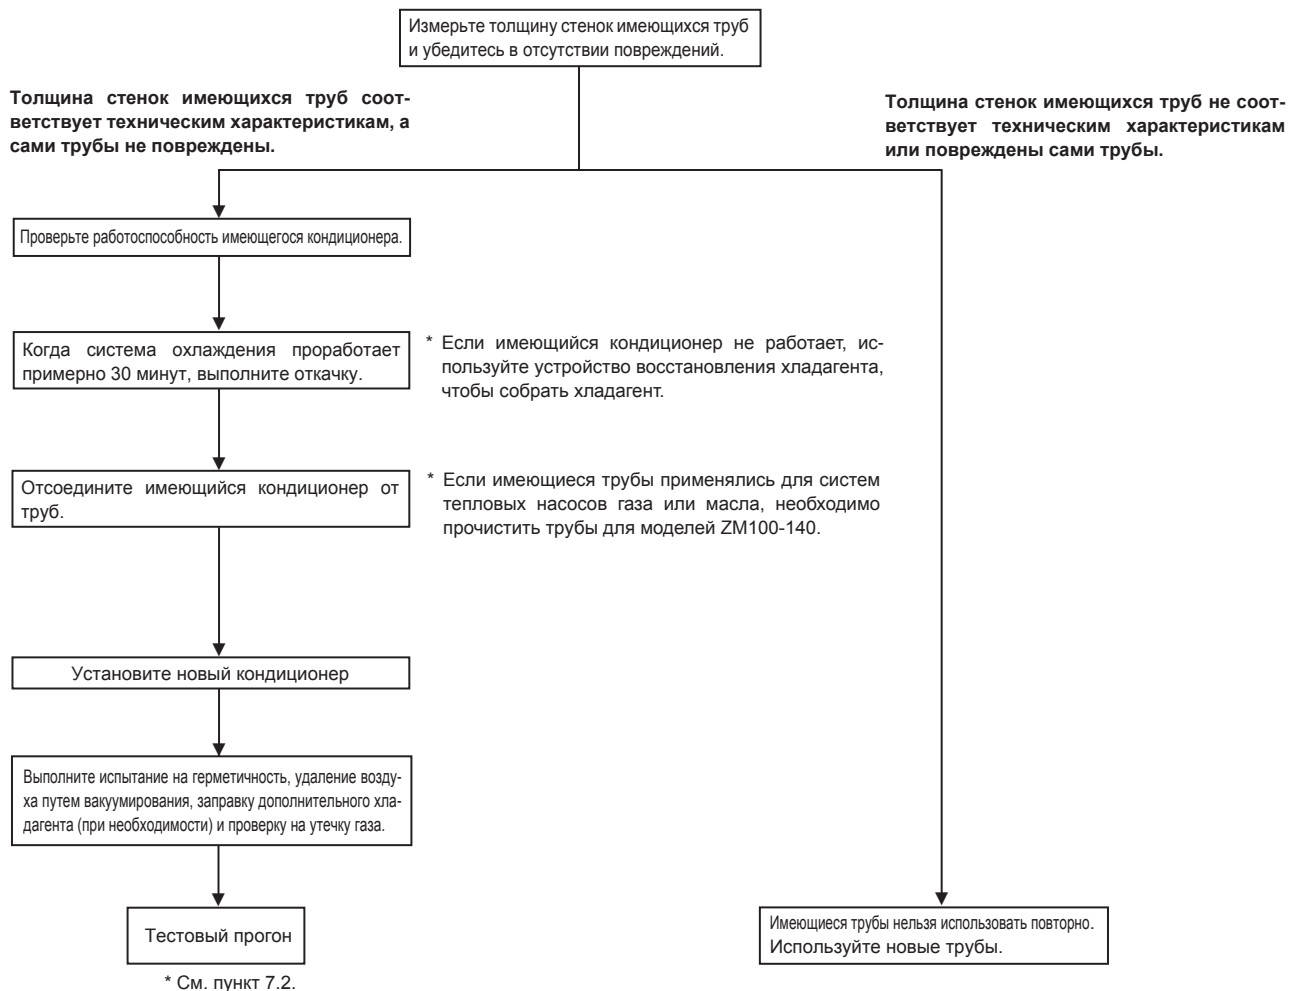 Измерьте толщину стенок имеющихся труб
и убедитесь в отсутствии повреждений.
Толщина стенок имеющихся труб соот-
ветствует техническим характеристикам, а
сами трубы не повреждены.
Толщина стенок имеющихся труб не соот-
ветствует техническим характеристикам
или повреждены сами трубы.
Проверьте работоспособность имеющегося кондиционера.
Когда система охлаждения проработает
примерно 30 минут, выполните откачку.
* Если имеющийся кондиционер не работает, ис-
пользуйте устройство восстановления хладагента,
чтобы собрать хладагент.
Отсоедините имеющийся кондиционер от
труб.
* Если имеющиеся трубы применялись для систем
тепловых насосов газа или масла, необходимо
прочистить трубы для моделей ZM100-140.
Установите новый кондиционер
Выполните испытание на герметичность, удаление возду-
ха путем вакуумирования, заправку дополнительного хла-
дагента (при необходимости) и проверку на утечку газа.
Тестовый прогон
* См. пункт 7.2.
Имеющиеся трубы нельзя использовать повторно.
Используйте новые трубы.